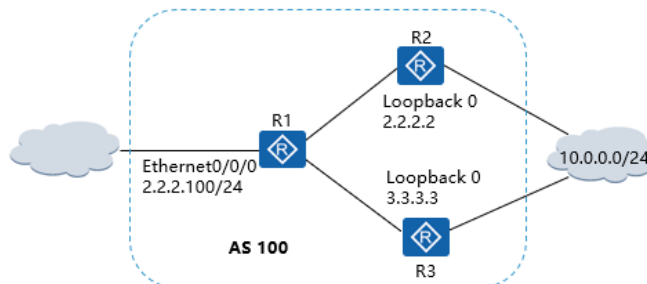 R2
Loopback 0
2.2.2.2
R1
Ethernet0/0/0
2.2.2.100/24
10.0.0.0/24
Loopback 0
3.3.3.3
AS 100
R3
R
R
R